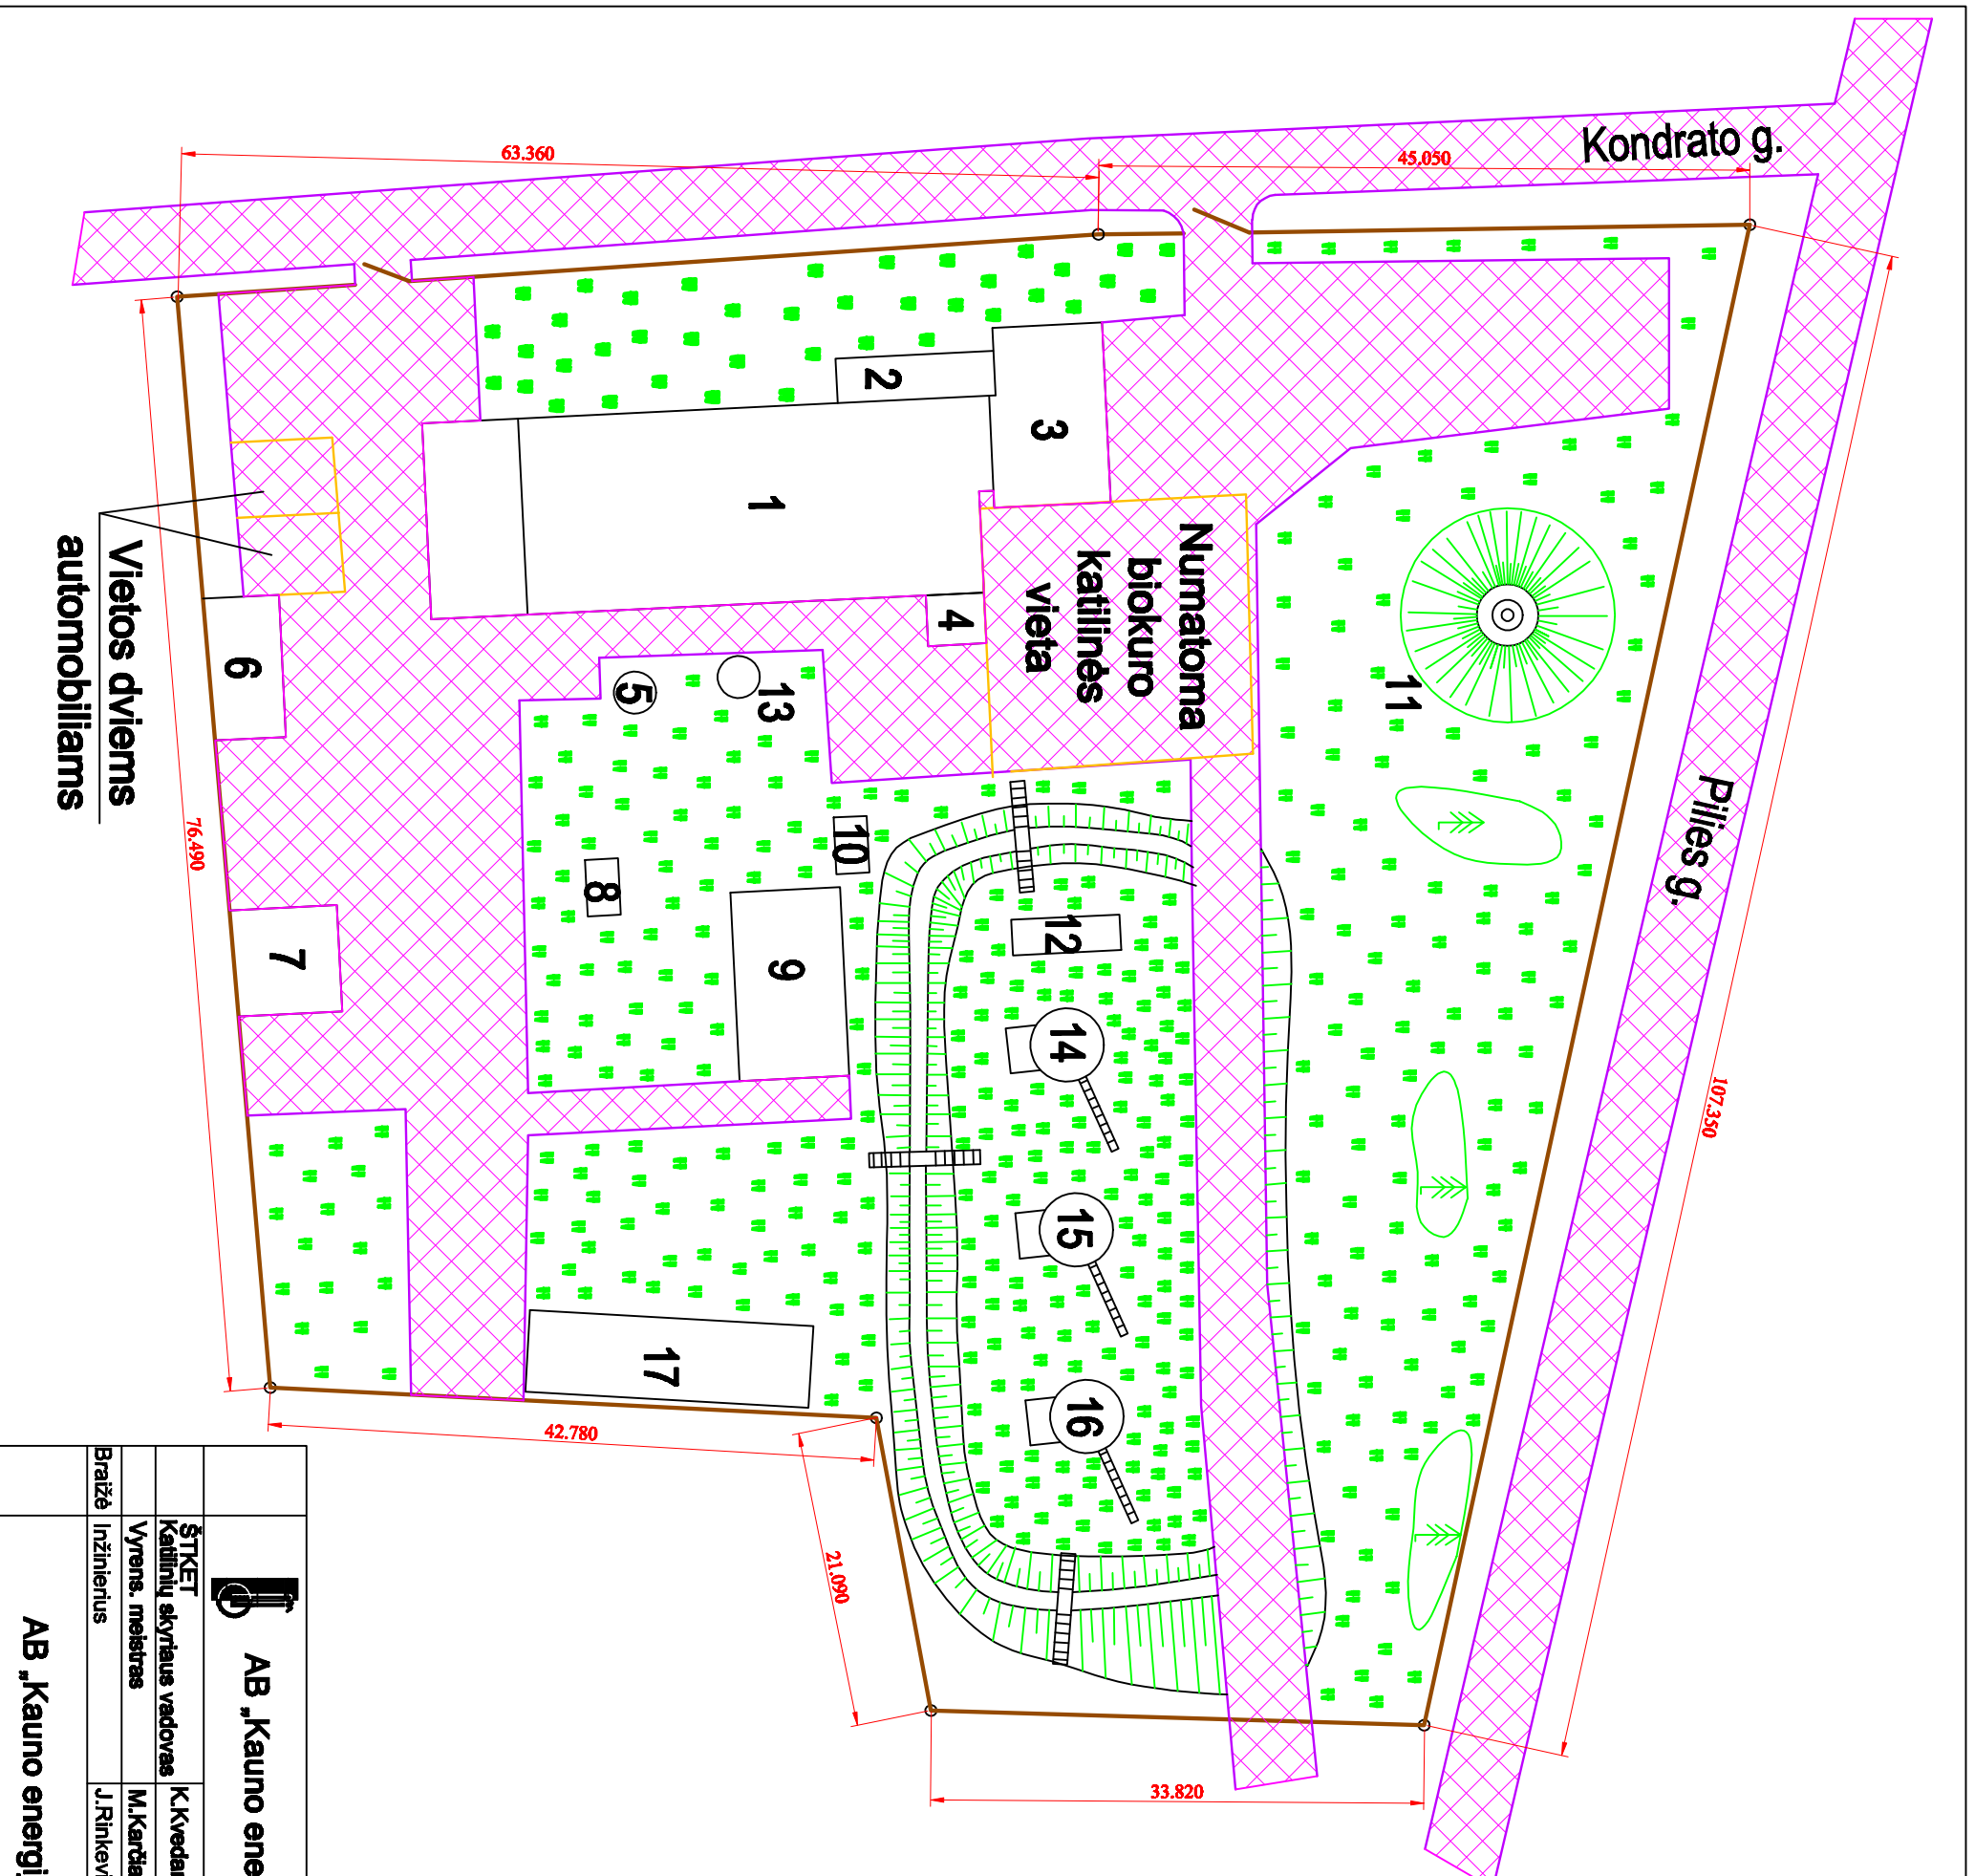 Kondrato g.
Pilies g.
63.360
45.050
107.350
76.490
42.780
21.090
33.820
1
2
3
4
5
6
7
8
9
10
11
12
13
14
15
16
17
Numatoma
biokuro
katilinės
vieta
Vietos dviems
automobiliams
AB „Kauno ene
ŠTKET
Katilinių skyriaus vadovas K.Kvedar
Vyrens. meistras M.Karčia
Braižė Inžinierius J.Rinkevi
AB „Kauno energi